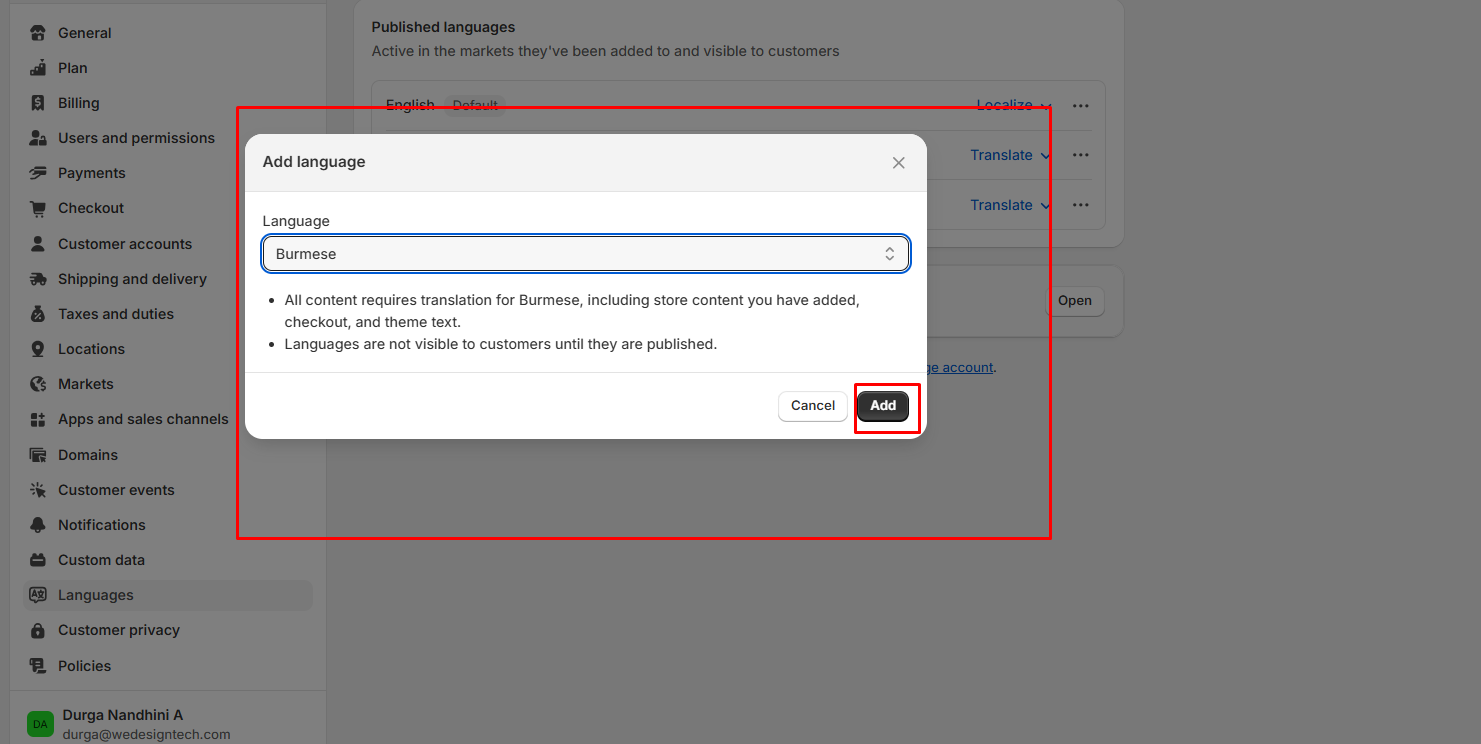 General
Plan
Billing
Users and permissions
Payments
Checkout
Customer accounts
Shipping and delivery
Taxes and duties
Locations
Markets
Apps and sales channels
Domains
Customer events
Notifications
Custom data
Languages
Customer privacy
Policies
DA
Durga Nandhini A
durga@wedesigntech.com
Published languages
Active in the markets they've been added to and visible to customers
English Default Localize
Translate
Translate
Open
account.
Add language
Language
Burmese
• All content requires translation for Burmese, including store content you have added,
checkout, and theme text.
• Languages are not visible to customers until they are published.
Cancel Add